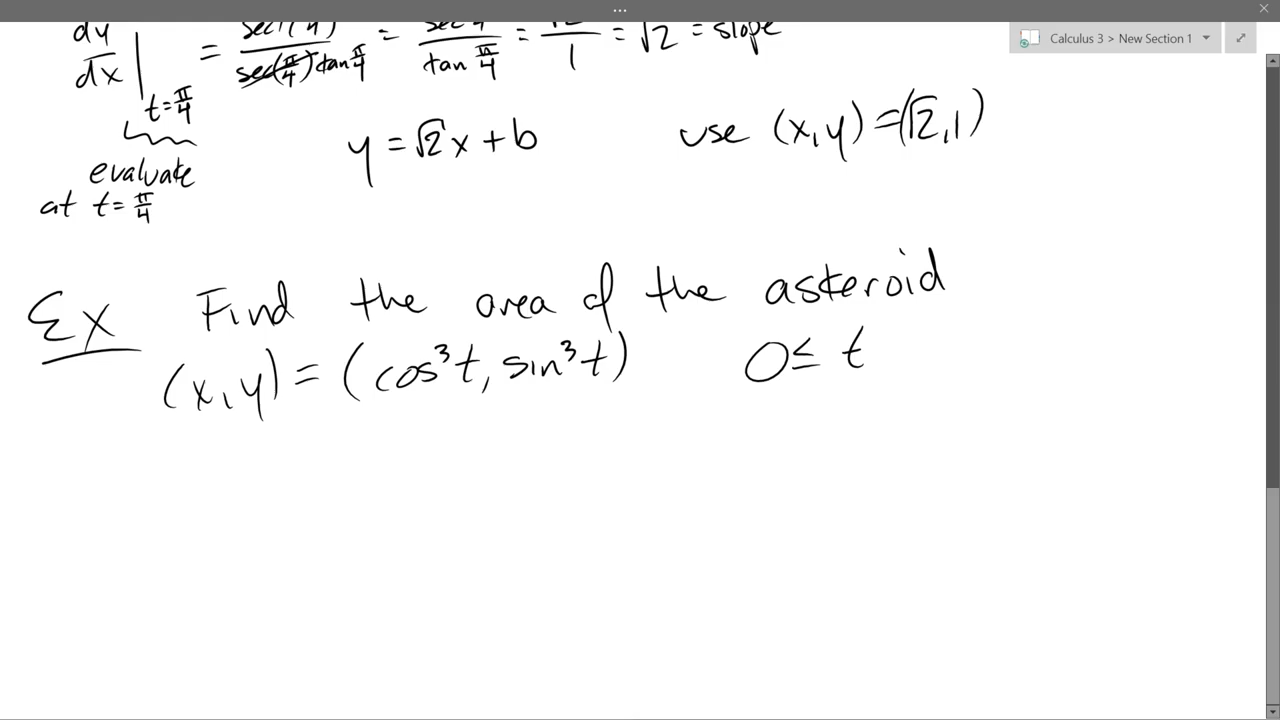 dy/dx |t=π/4 = sec(π/4) / sec(π/4) tan π/4 = sec π/4 / tan π/4 = √2/1 = √2 = slope
Calculus 3 > New Section 1
evaluate
at t = π/4
y = √2 x + b
use (x,y) = (√2,1)
Ex Find the area of the asteroid
(x,y) = (cos³t, sin³t) 0 ≤ t